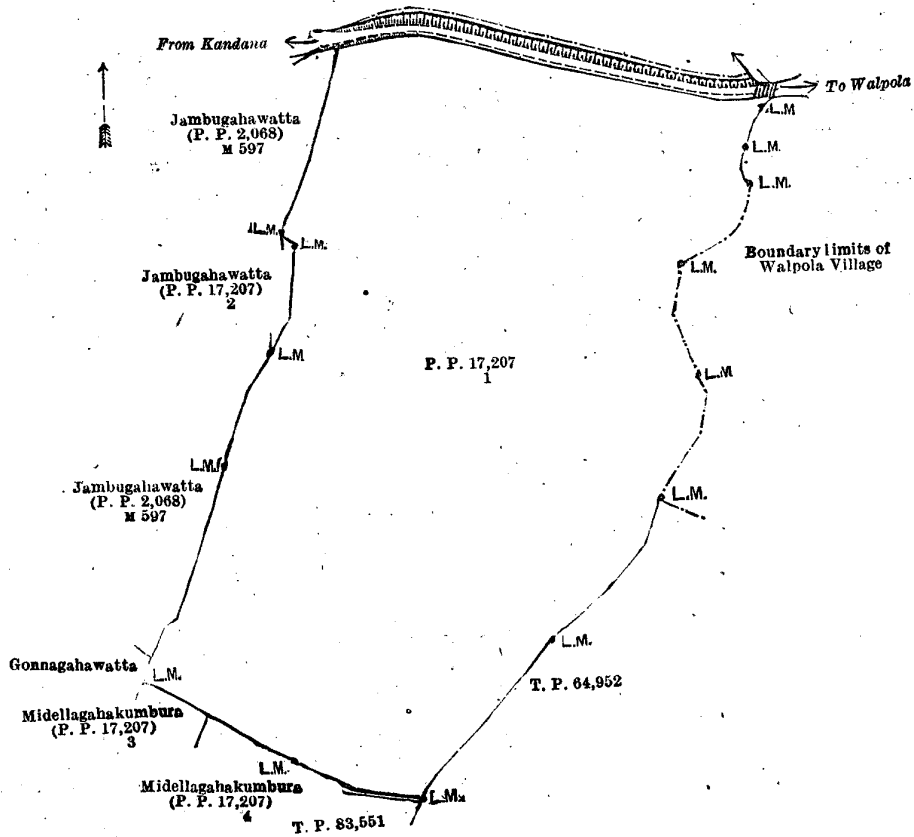 From Kandana
To Walpola
L.M.
Jambugahawatta
(P. P. 2,068)
M 597
L.M.
L.M.
L.M.
L.M.
Boundary limits of
Walpola Village
L.M.
Jambugahawatta
(P. P. 17,207)
2
L.M.
P. P. 17,207
1
L.M.
L.M.
Jambugahawatta
(P. P. 2,068)
M 597
L.M.
L.M.
Gonnagahawatta
L.M.
T. P. 64,952
Midellagahakumbura
(P. P. 17,207)
3
L.M.
Midellagahakumbura
(P. P. 17,207)
4
L.M.
T. P. 83,551